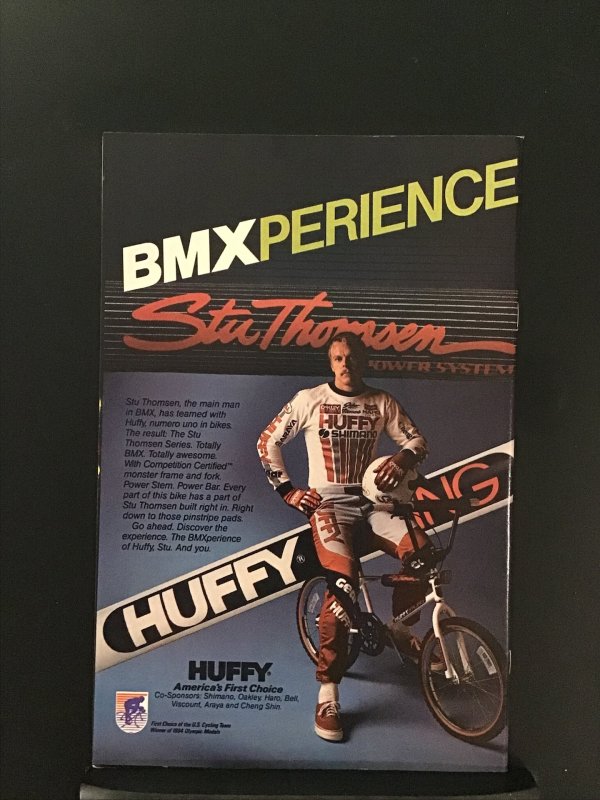 BMXPERIENCE
Stu Thomsen
POWER SYSTEM
Stu Thomsen, the main man
in BMX, has teamed with
Huffy, numero uno in bikes.
The result: The Stu
Thomsen Series. Totally
BMX. Totally awesome.
With Competition Certified™
monster frame and fork.
Power Stem. Power Bar. Every
part of this bike has a part of
Stu Thomsen built right in. Right
down to those pinstripe pads.
Go ahead. Discover the
experience. The BMXperience
of Huffy, Stu. And you.
HUFFY
SHIMANO
HUFFY®
NG
HUFFY
HUFFY®
America's First Choice
Co-Sponsors: Shimano, Oakley, Haro, Bell,
Viscount, Araya and Cheng Shin.
First Choice of the U.S. Cycling Team
Winner of 1984 Olympic Medals